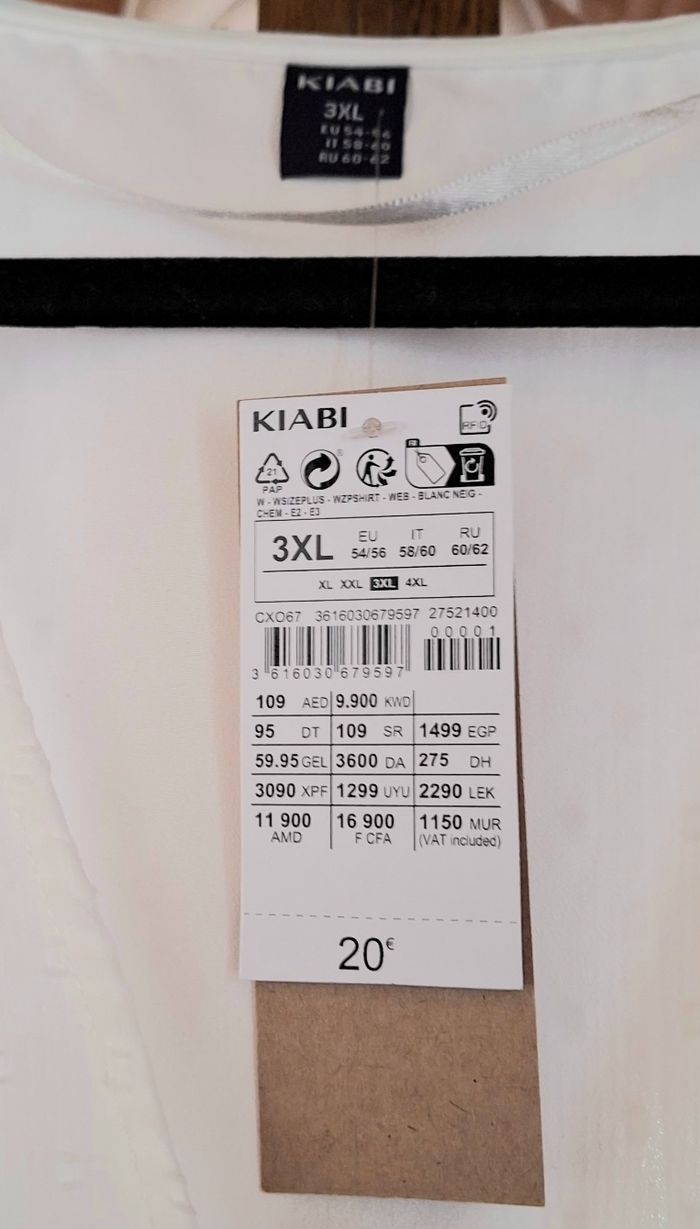 KIABI
3XL
EU 54-56
IT 58-60
RU 60-62
KIABI
RFID
21
PAP
FR
W - WSIZEPLUS - WZPSHIRT - WEB - BLANC NEIG -
CHEM - E2 - E3
3XL EU IT RU
54/56 58/60 60/62
XL XXL 3XL 4XL
CXO67 3616030679597 27521400
00001
3 616030 679597
109 AED 9.900 KWD
95 DT 109 SR 1499 EGP
59.95 GEL 3600 DA 275 DH
3090 XPF 1299 UYU 2290 LEK
11 900 16 900 1150 MUR
AMD F CFA (VAT included)
20€